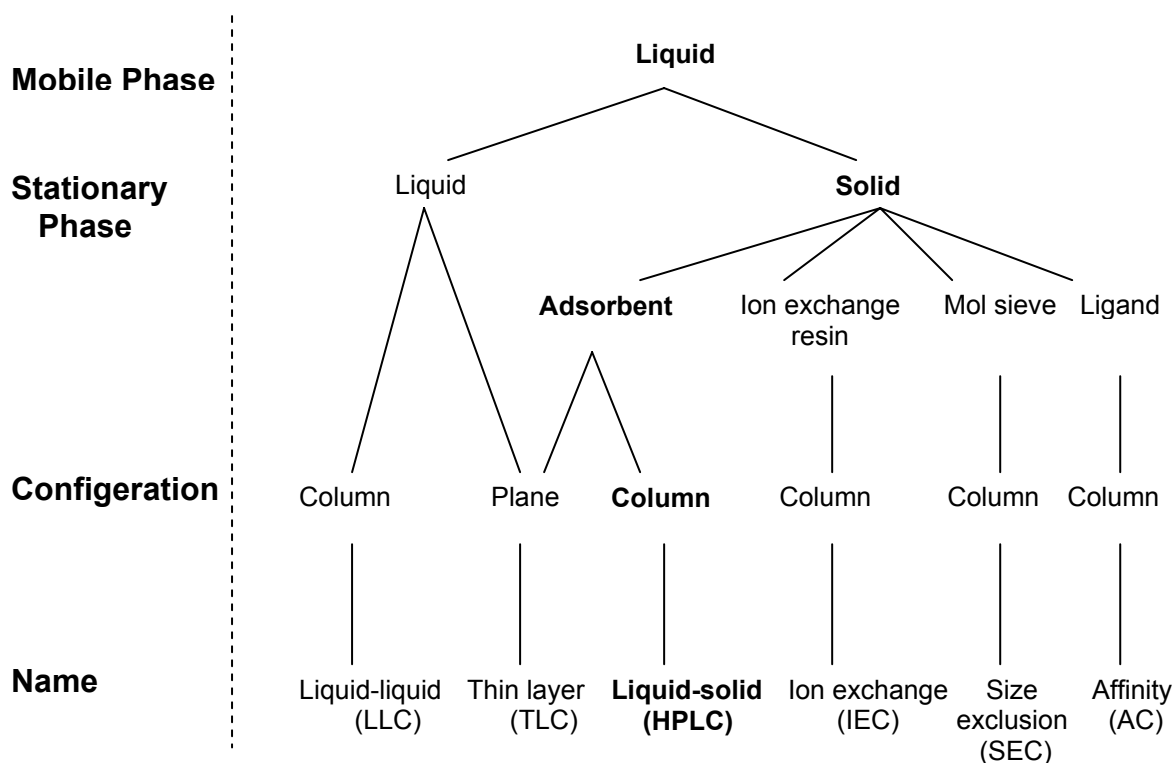 Liquid
Mobile Phase
Stationary
Phase
Liquid
Solid
Adsorbent
Ion exchange
resin
Mol sieve
Ligand
Configeration
Column
Plane
Column
Column
Column
Column
Name
Liquid-liquid
(LLC)
Thin layer
(TLC)
Liquid-solid
(HPLC)
Ion exchange
(IEC)
Size
exclusion
(SEC)
Affinity
(AC)